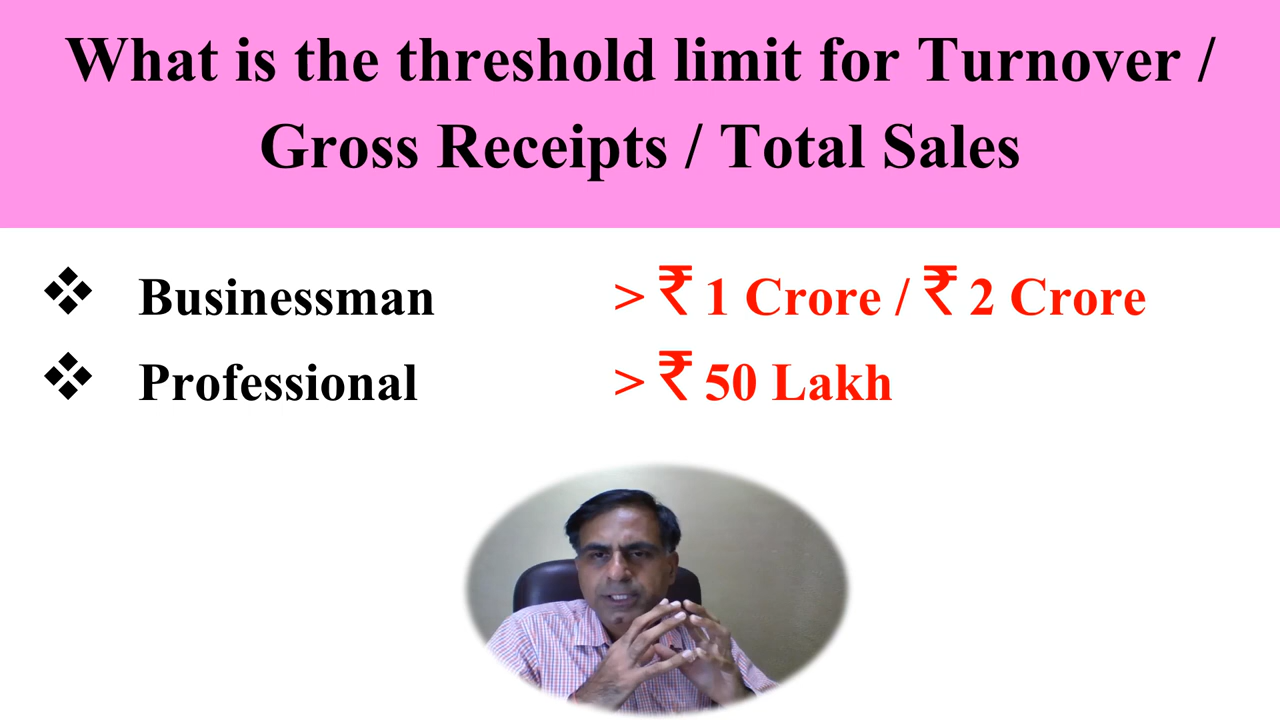 What is the threshold limit for Turnover /
Gross Receipts / Total Sales
❖ Businessman > ₹ 1 Crore / ₹ 2 Crore
❖ Professional > ₹ 50 Lakh